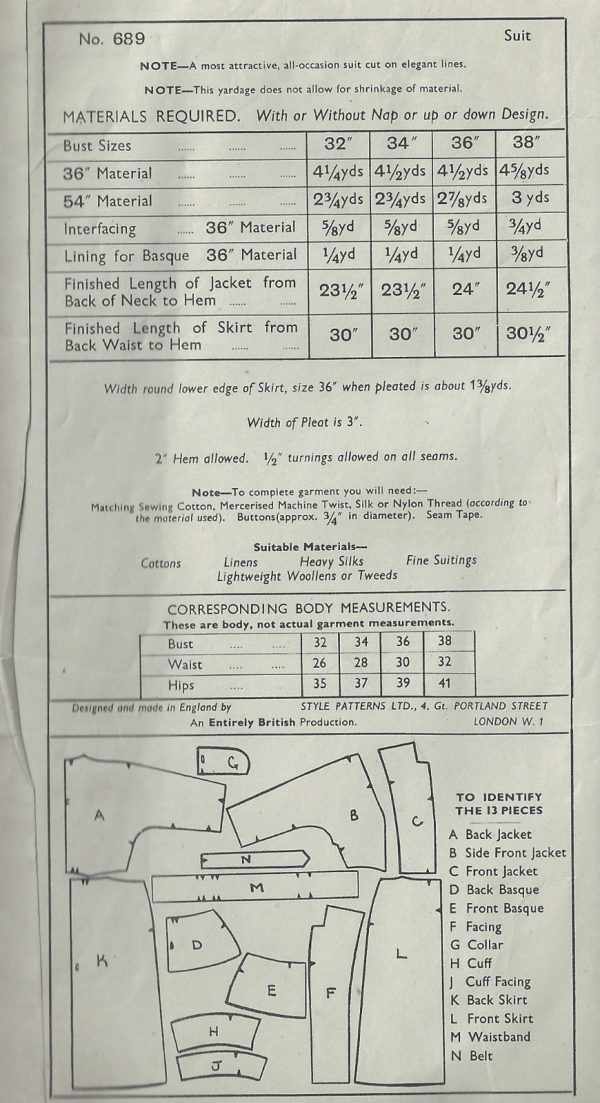 No. 689 Suit
NOTE—A most attractive, all-occasion suit cut on elegant lines.
NOTE—This yardage does not allow for shrinkage of material.
MATERIALS REQUIRED. With or Without Nap or up or down Design.
Bust Sizes ...... ...... ...... 32″ 34″ 36″ 38″
36″ Material ...... ...... ...... 4¼yds 4½yds 4½yds 4⅝yds
54″ Material ...... ...... ...... 2¾yds 2¾yds 2⅞yds 3 yds
Interfacing ...... 36″ Material ⅝yd ⅝yd ⅝yd ¾yd
Lining for Basque 36″ Material ¼yd ¼yd ¼yd ⅜yd
Finished Length of Jacket from
Back of Neck to Hem ...... ...... 23½″ 23½″ 24″ 24½″
Finished Length of Skirt from
Back Waist to Hem ...... ...... 30″ 30″ 30″ 30½″
Width round lower edge of Skirt, size 36″ when pleated is about 1⅜yds.
Width of Pleat is 3″.
2″ Hem allowed. ½″ turnings allowed on all seams.
Note—To complete garment you will need:—
Matching Sewing Cotton, Mercerised Machine Twist, Silk or Nylon Thread (according to
the material used). Buttons(approx. ¾″ in diameter). Seam Tape.
Suitable Materials—
Cottons Linens Heavy Silks Fine Suitings
Lightweight Woollens or Tweeds
CORRESPONDING BODY MEASUREMENTS.
These are body, not actual garment measurements.
Bust .... .... 32 34 36 38
Waist .... .... 26 28 30 32
Hips .... .... 35 37 39 41
Designed and made in England by STYLE PATTERNS LTD., 4. Gt. PORTLAND STREET
An Entirely British Production. LONDON W. 1
G
A
B
C
N
M
K
D
E
F
L
H
J
TO IDENTIFY
THE 13 PIECES
A Back Jacket
B Side Front Jacket
C Front Jacket
D Back Basque
E Front Basque
F Facing
G Collar
H Cuff
J Cuff Facing
K Back Skirt
L Front Skirt
M Waistband
N Belt